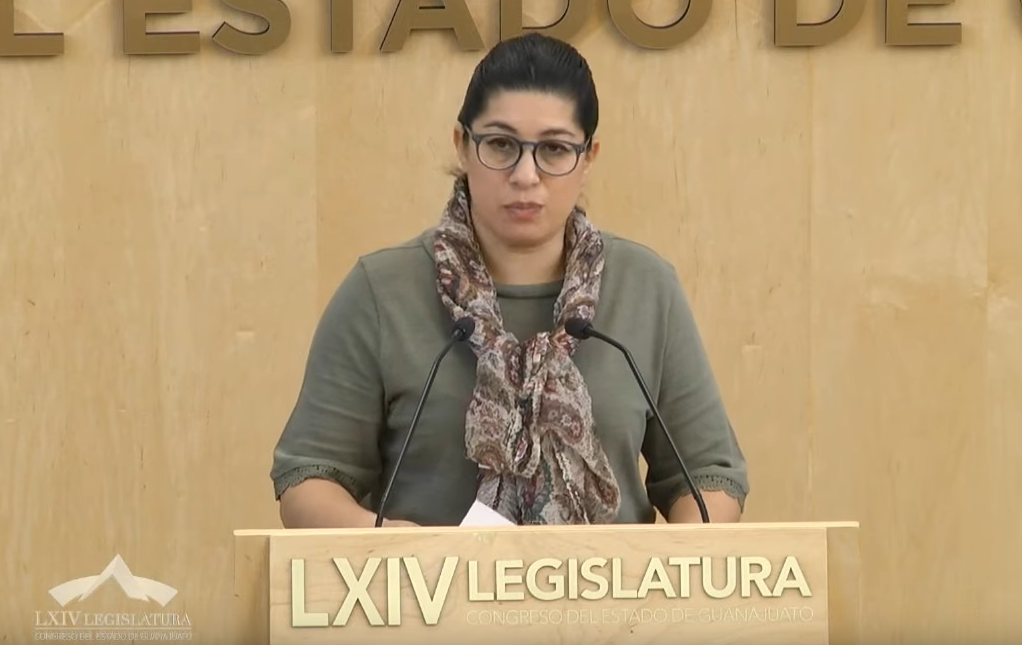 L ESTADO DE
LXIV LEGISLATURA
CONGRESO DEL ESTADO DE GUANAJUATO
LXIV LEGISLATURA
CONGRESO DEL ESTADO DE GUANAJUATO